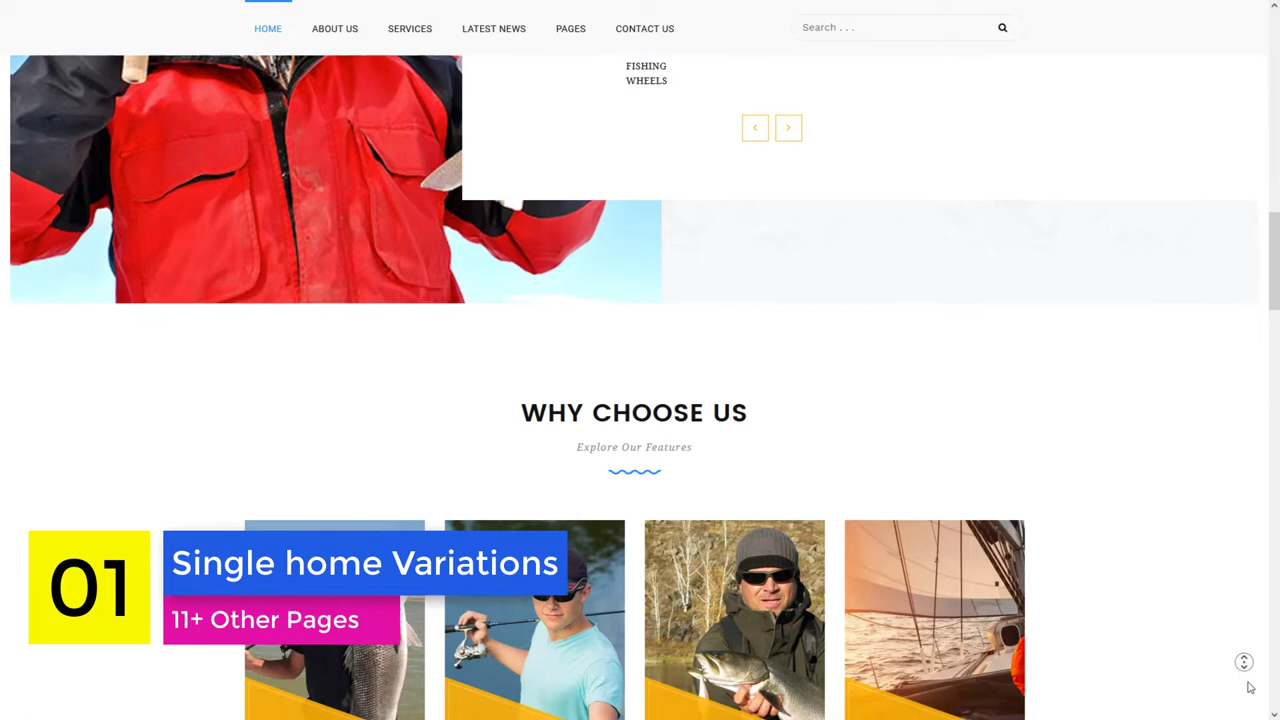 HOME ABOUT US SERVICES LATEST NEWS PAGES CONTACT US Search . . .
FISHING
WHEELS
WHY CHOOSE US
Explore Our Features
01
Single home Variations
11+ Other Pages